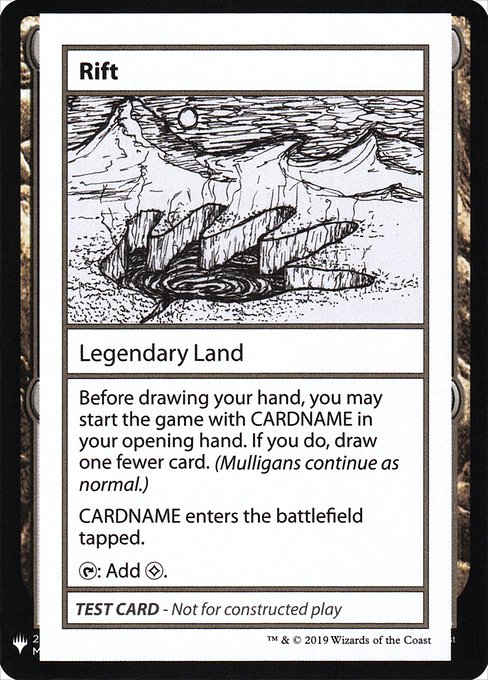 Rift
Legendary Land
Before drawing your hand, you may
start the game with CARDNAME in
your opening hand. If you do, draw
one fewer card. (Mulligans continue as
normal.)
CARDNAME enters the battlefield
tapped.
: Add .
TEST CARD - Not for constructed play
™ & © 2019 Wizards of the Coast